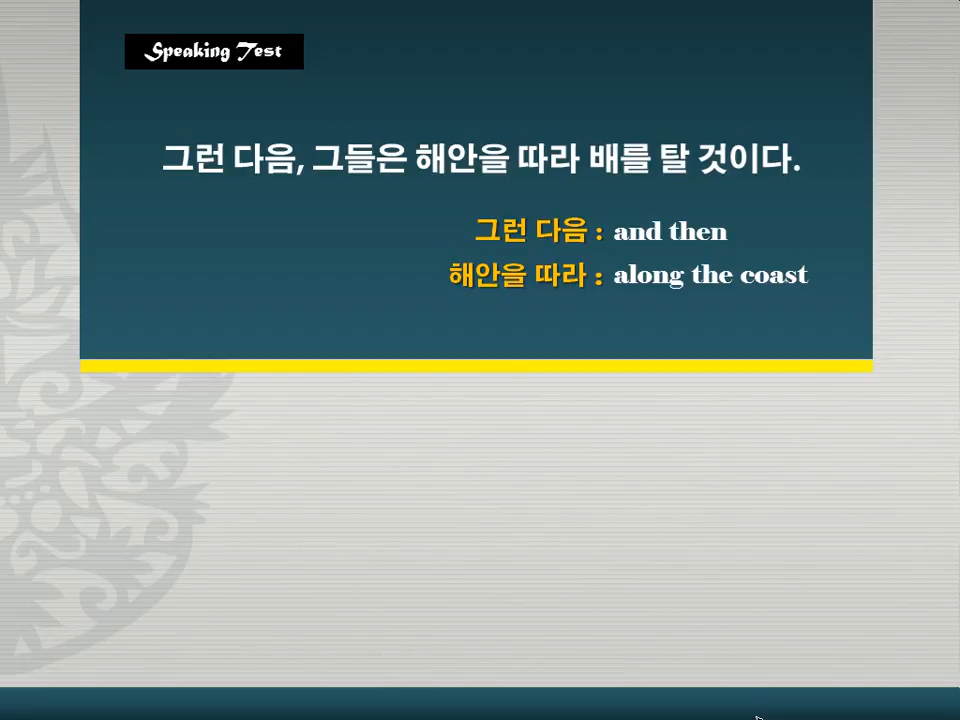 Speaking Test
그런 다음, 그들은 해안을 따라 배를 탈 것이다.
그런 다음 : and then
해안을 따라 : along the coast